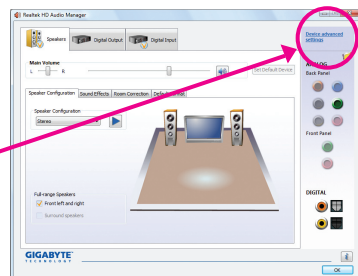 Realtek HD Audio Manager
Speakers
Digital Output
Digital Input
Device advanced
settings
Main Volume
L
R
Set Default Device
ANALOG
Back Panel
Speaker Configuration
Sound Effects
Room Correction
Speaker Configuration
Stereo
Front Panel
Full-range Speakers
Front left and right
Surround speakers
DIGITAL
GIGABYTE
TECHNOLOGY
OK